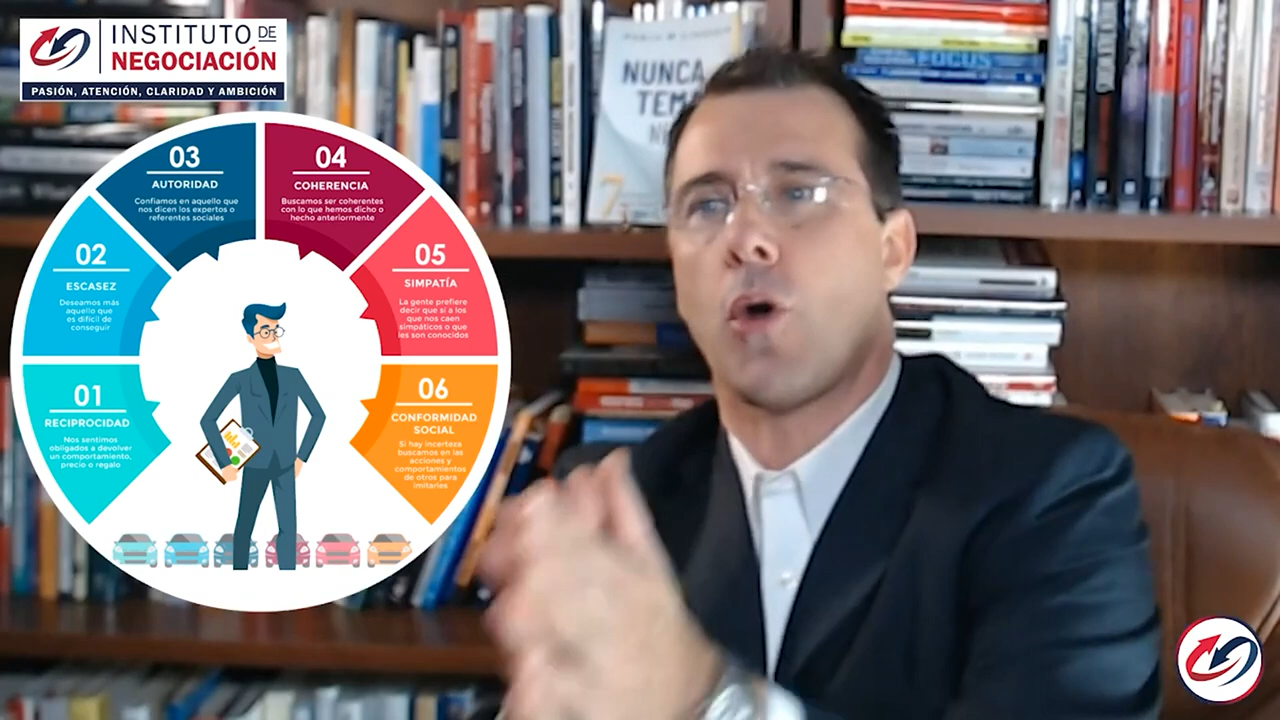 INSTITUTO DE
NEGOCIACIÓN
PASIÓN, ATENCIÓN, CLARIDAD Y AMBICIÓN
03
AUTORIDAD
Confiamos en aquello que
nos dicen los expertos o
referentes sociales
04
COHERENCIA
Buscamos ser coherentes
con lo que hemos dicho o
hecho anteriormente
02
ESCASEZ
Deseamos más
aquello que
es difícil de
conseguir
05
SIMPATÍA
La gente prefiere
decir que sí a los
que nos caen
simpáticos o que
les son conocidos
01
RECIPROCIDAD
Nos sentimos
obligados a devolver
un comportamiento,
precio o regalo
06
CONFORMIDAD
SOCIAL
Si hay incerteza
buscamos en las
acciones y
comportamientos
de otros para
imitarles
NUNCA
7
FOCUS